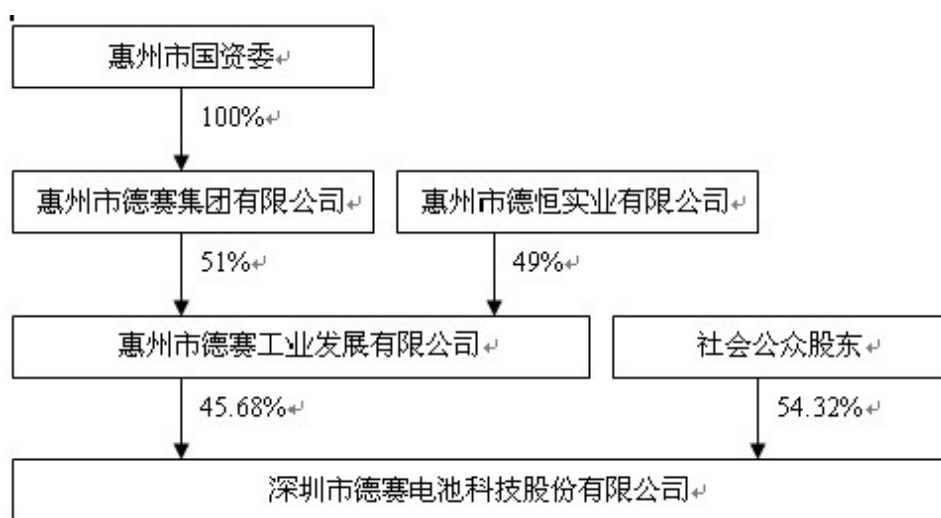 惠州市国资委
100%
惠州市德赛集团有限公司 惠州市德恒实业有限公司
51% 49%
惠州市德赛工业发展有限公司 社会公众股东
45.68% 54.32%
深圳市德赛电池科技股份有限公司